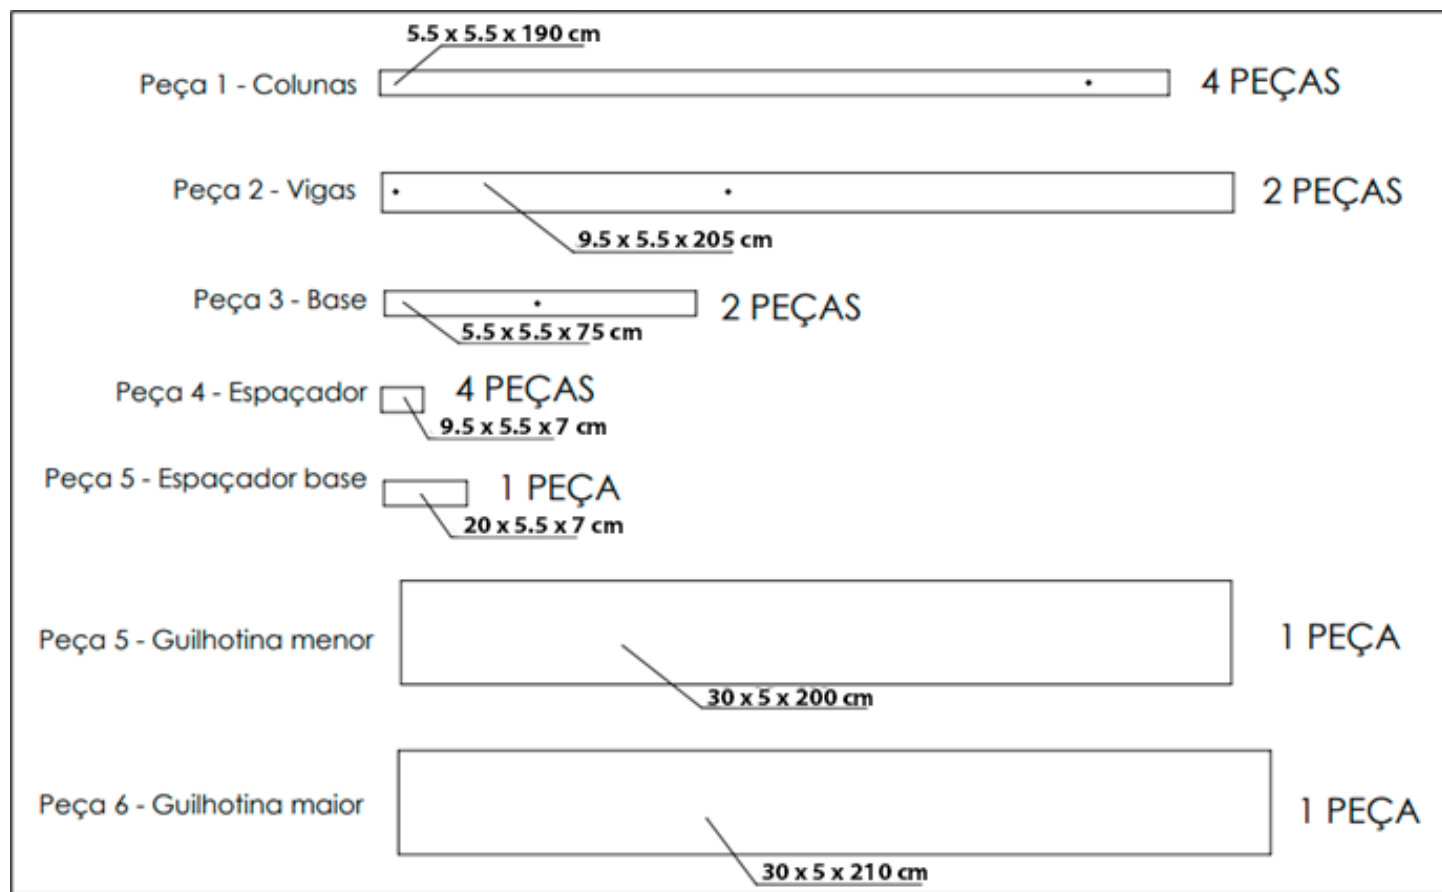 5.5 x 5.5 x 190 cm
Peça 1 - Colunas
4 PEÇAS
Peça 2 - Vigas
2 PEÇAS
9.5 x 5.5 x 205 cm
Peça 3 - Base
2 PEÇAS
5.5 x 5.5 x 75 cm
Peça 4 - Espaçador
4 PEÇAS
9.5 x 5.5 x 7 cm
Peça 5 - Espaçador base
1 PEÇA
20 x 5.5 x 7 cm
Peça 5 - Guilhotina menor
1 PEÇA
30 x 5 x 200 cm
Peça 6 - Guilhotina maior
1 PEÇA
30 x 5 x 210 cm